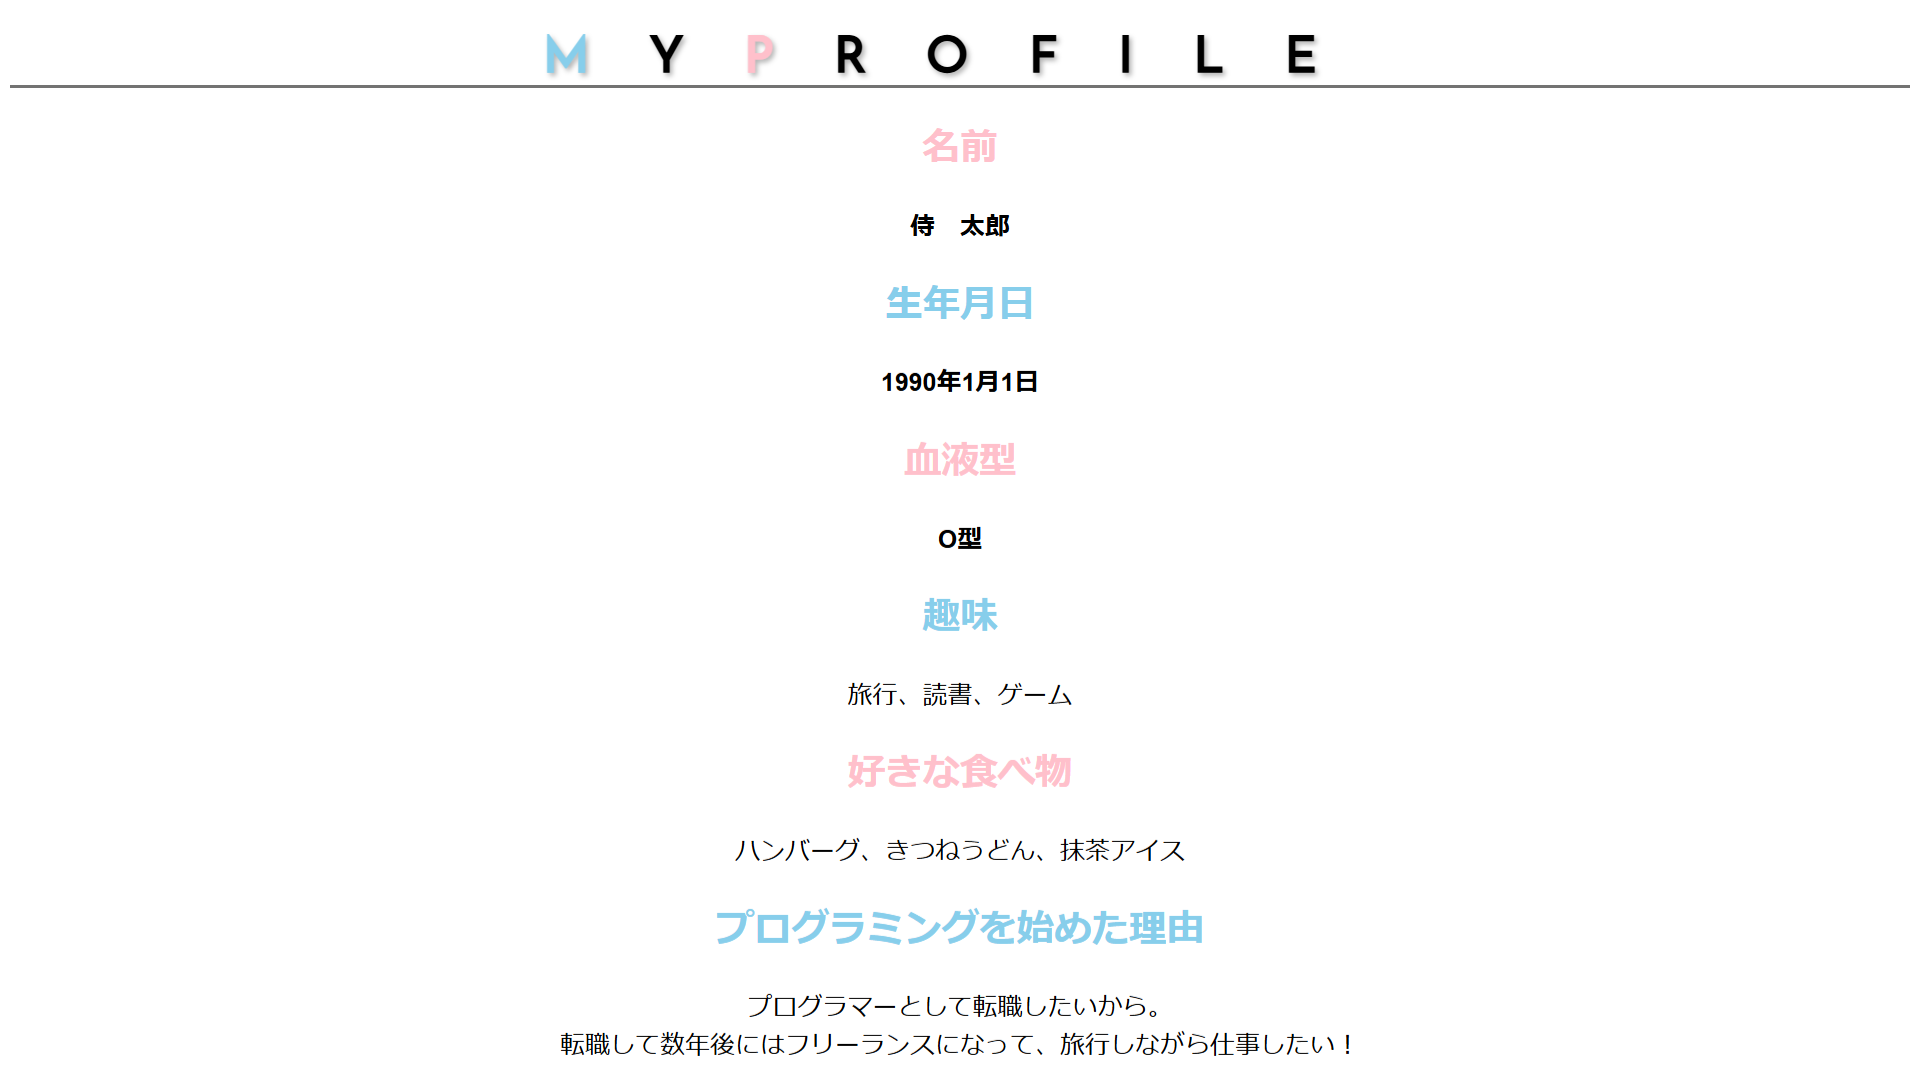 MY PROFILE
名前
侍　太郎
生年月日
1990年1月1日
血液型
O型
趣味
旅行、読書、ゲーム
好きな食べ物
ハンバーグ、きつねうどん、抹茶アイス
プログラミングを始めた理由
プログラマーとして転職したいから。
転職して数年後にはフリーランスになって、旅行しながら仕事したい！